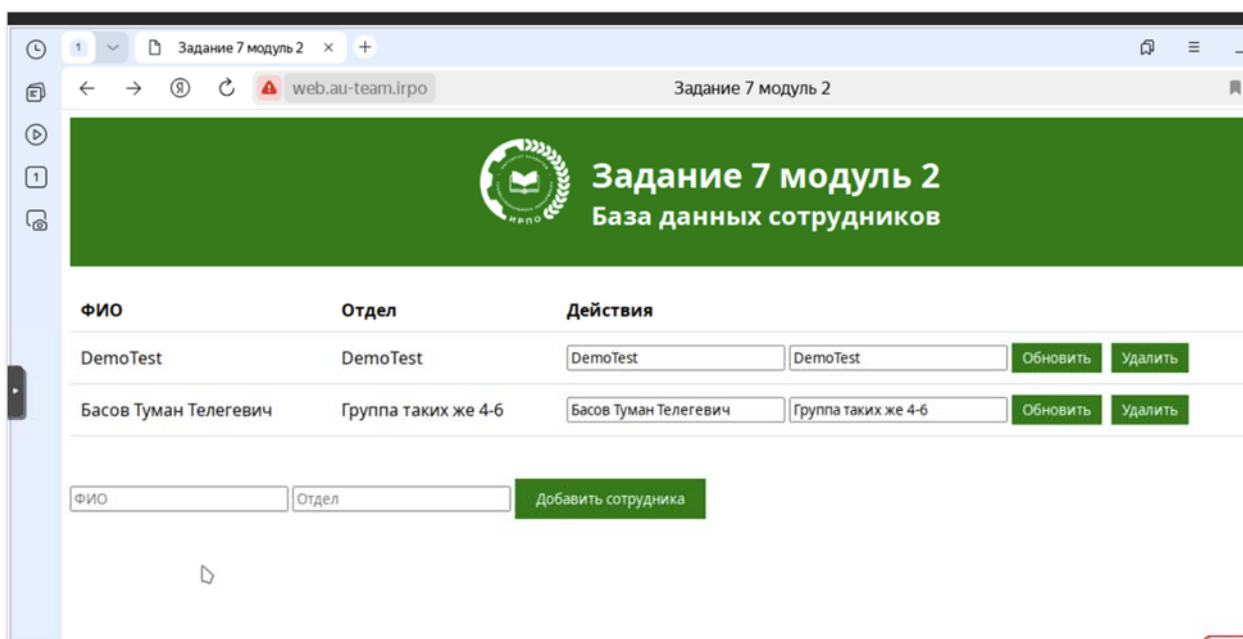 1 Задание 7 модуль 2
Я web.au-team.irpo Задание 7 модуль 2
1
ИРПО
Задание 7 модуль 2
База данных сотрудников
ФИО Отдел Действия
DemoTest DemoTest DemoTest DemoTest Обновить Удалить
Басов Туман Телегевич Группа таких же 4-6 Басов Туман Телегевич Группа таких же 4-6 Обновить Удалить
ФИО Отдел Добавить сотрудника